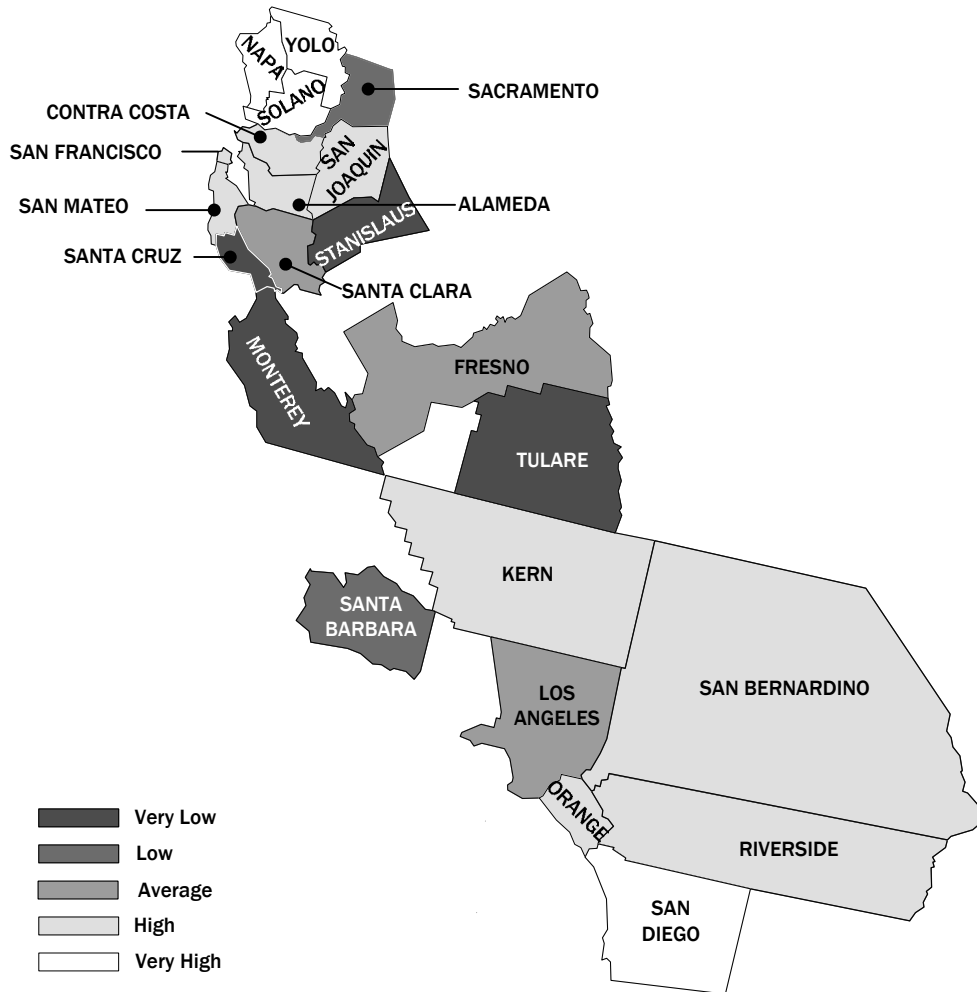 NAPA
YOLO
SOLANO
SACRAMENTO
CONTRA COSTA
SAN FRANCISCO
SAN
JOAQUIN
SAN MATEO
ALAMEDA
STANISLAUS
SANTA CRUZ
SANTA CLARA
MONTEREY
FRESNO
TULARE
KERN
SANTA
BARBARA
SAN BERNARDINO
LOS
ANGELES
ORANGE
RIVERSIDE
SAN
DIEGO
Very Low
Low
Average
High
Very High